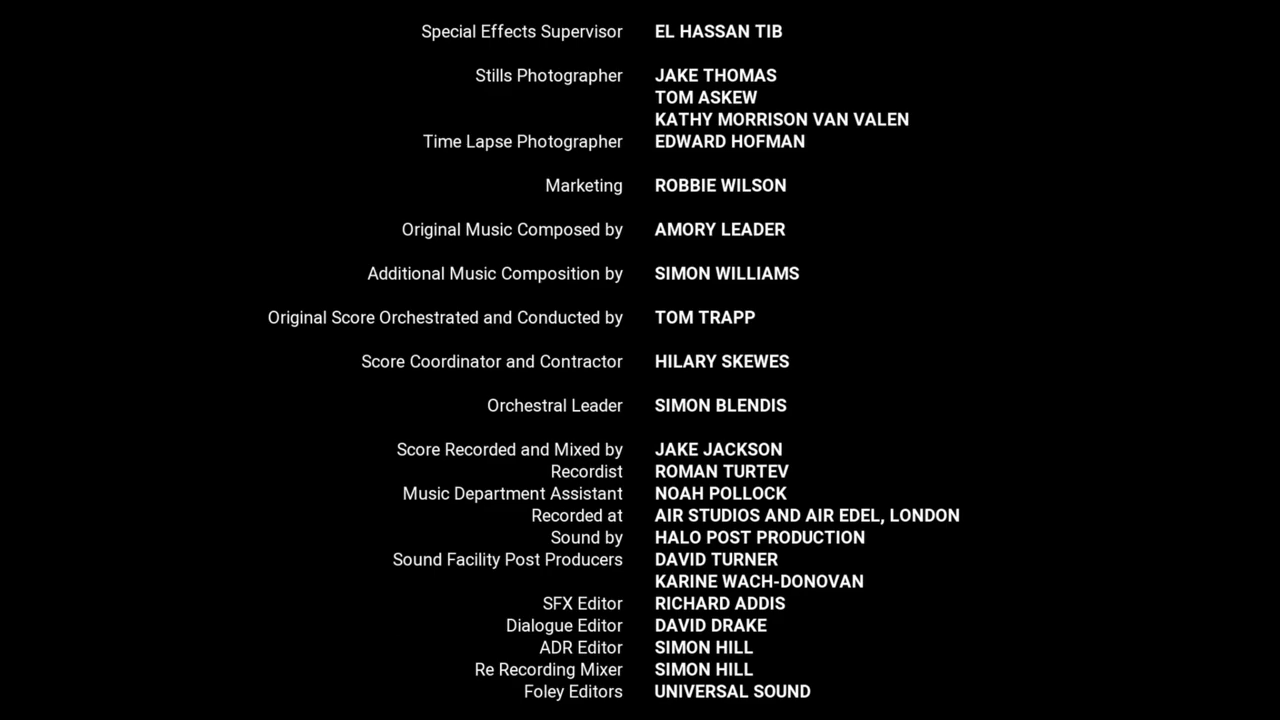 Special Effects Supervisor EL HASSAN TIB
Stills Photographer JAKE THOMAS
TOM ASKEW
KATHY MORRISON VAN VALEN
Time Lapse Photographer EDWARD HOFMAN
Marketing ROBBIE WILSON
Original Music Composed by AMORY LEADER
Additional Music Composition by SIMON WILLIAMS
Original Score Orchestrated and Conducted by TOM TRAPP
Score Coordinator and Contractor HILARY SKEWES
Orchestral Leader SIMON BLENDIS
Score Recorded and Mixed by JAKE JACKSON
Recordist ROMAN TURTEV
Music Department Assistant NOAH POLLOCK
Recorded at AIR STUDIOS AND AIR EDEL, LONDON
Sound by HALO POST PRODUCTION
Sound Facility Post Producers DAVID TURNER
KARINE WACH-DONOVAN
SFX Editor RICHARD ADDIS
Dialogue Editor DAVID DRAKE
ADR Editor SIMON HILL
Re Recording Mixer SIMON HILL
Foley Editors UNIVERSAL SOUND